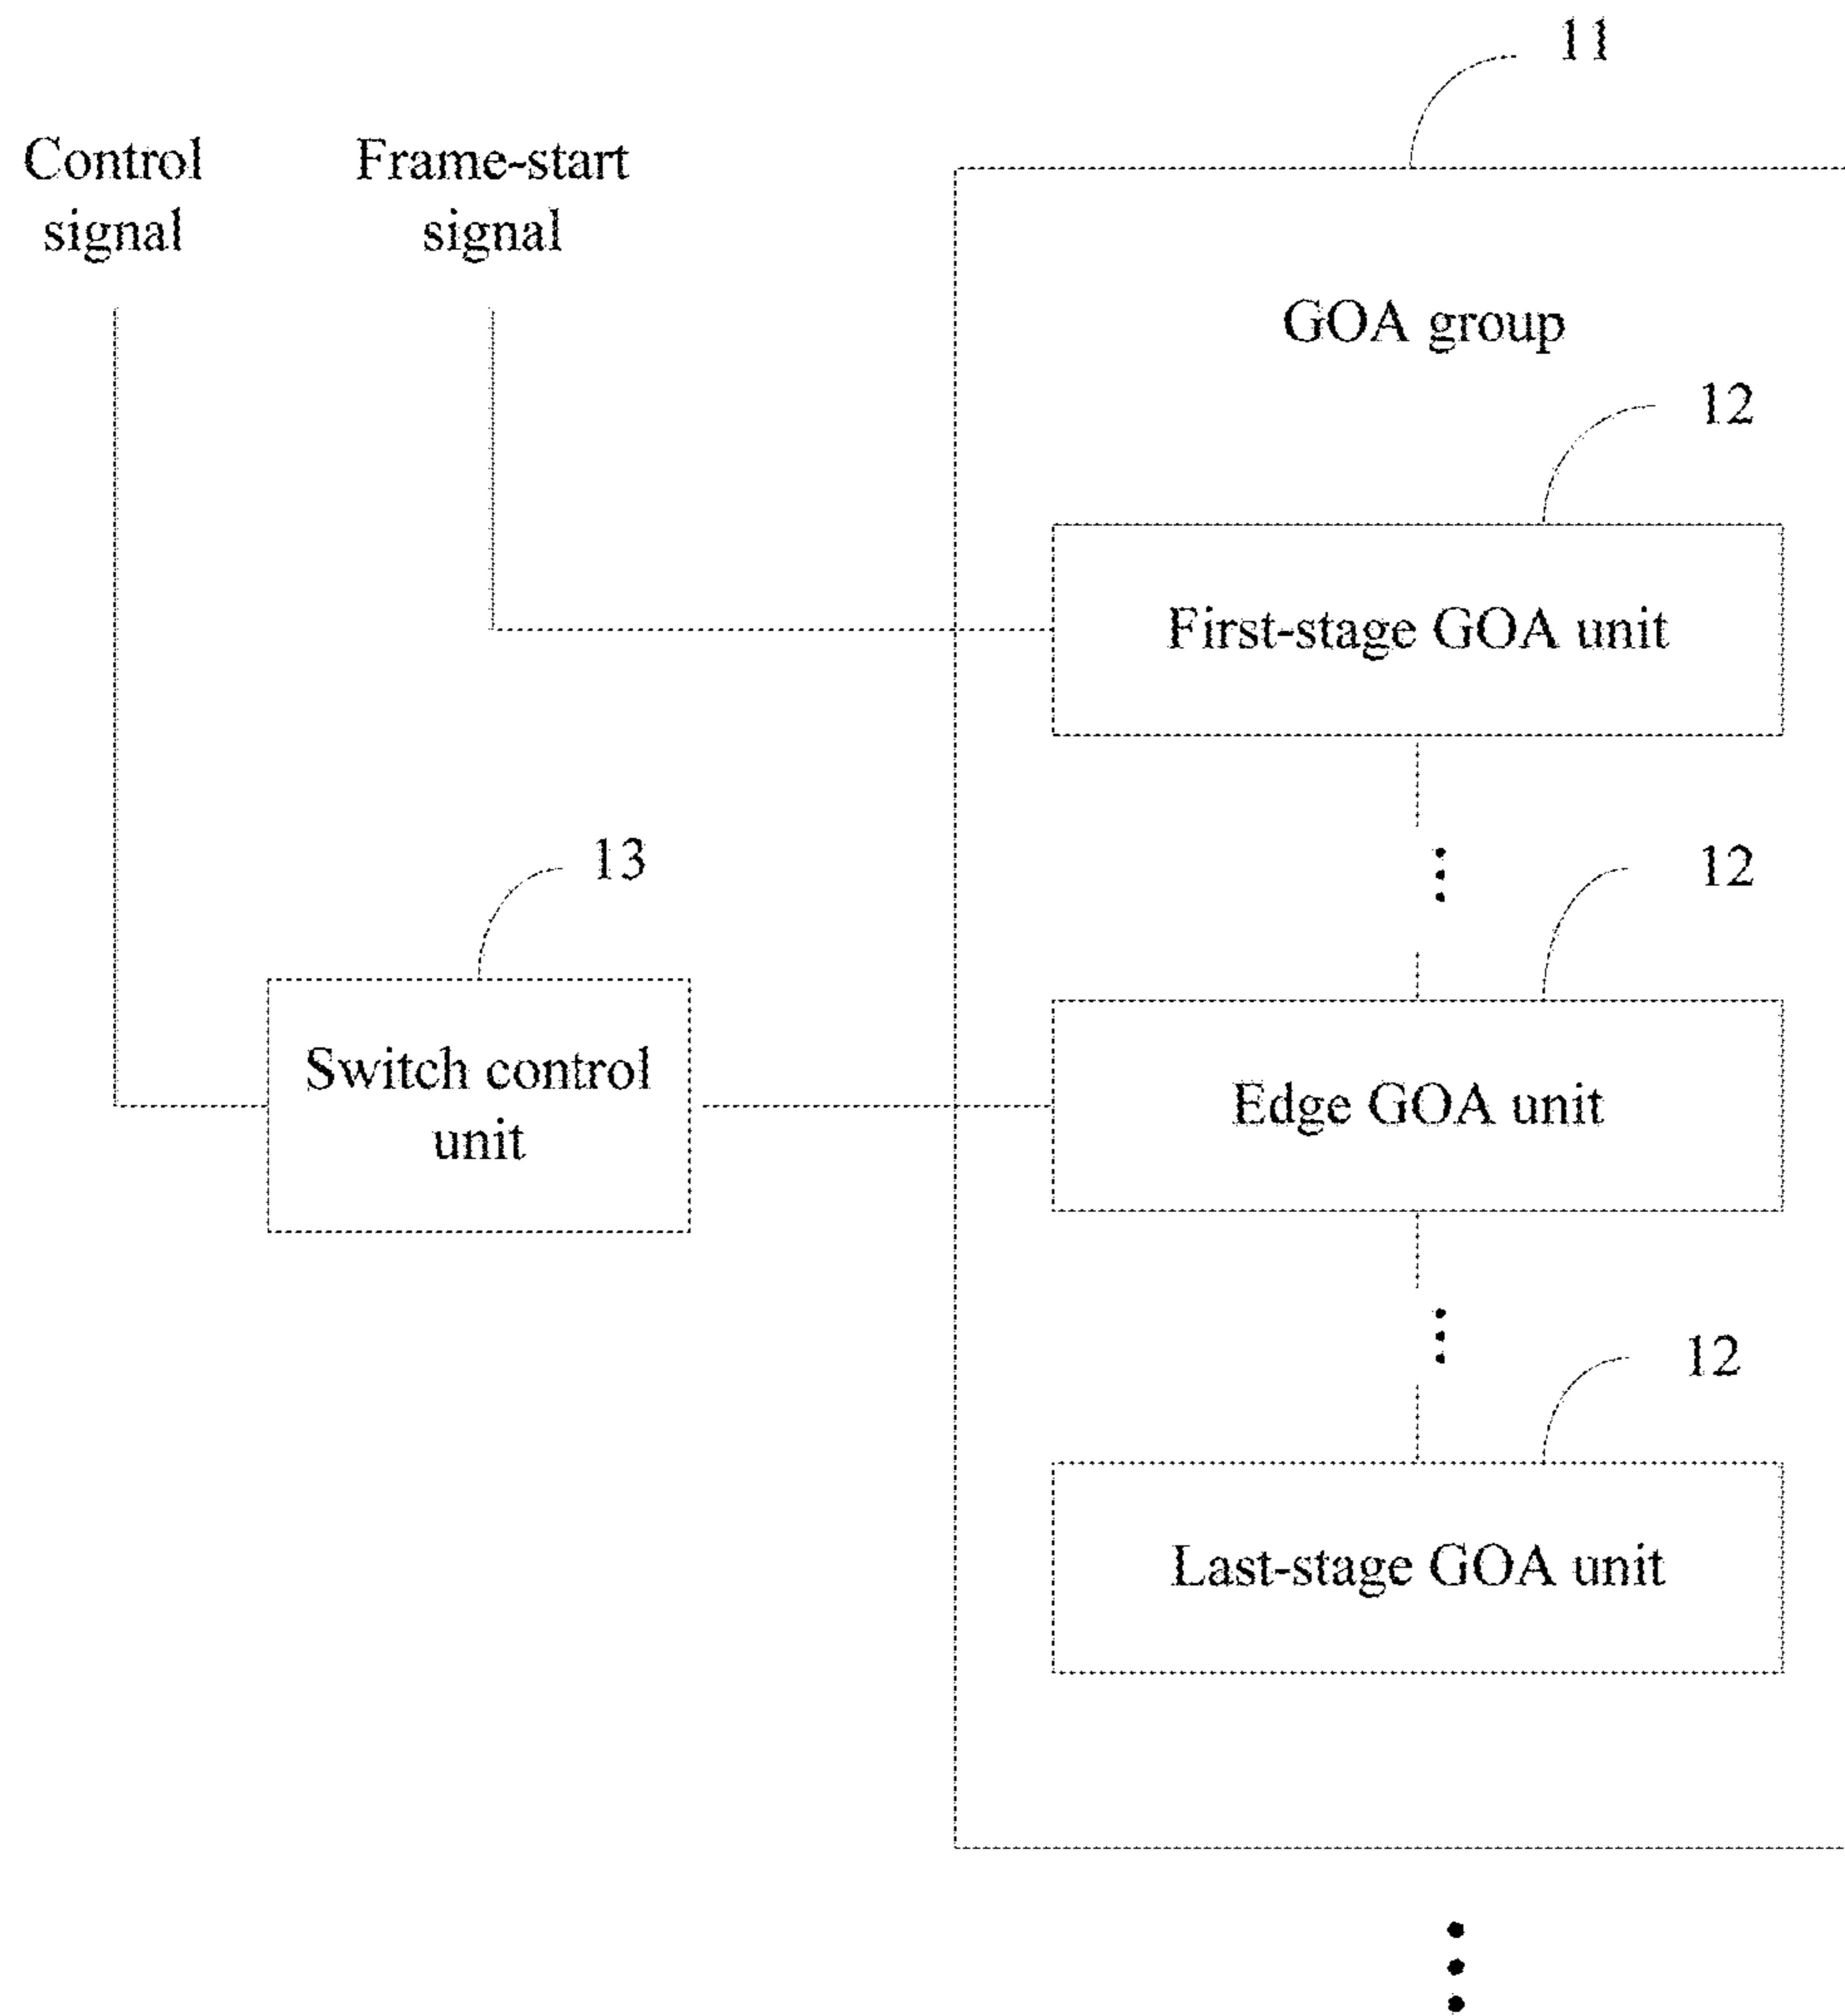 11
Control
signal
Frame-start
signal
GOA group
12
First-stage GOA unit
13
12
Switch control
unit
Edge GOA unit
12
Last-stage GOA unit